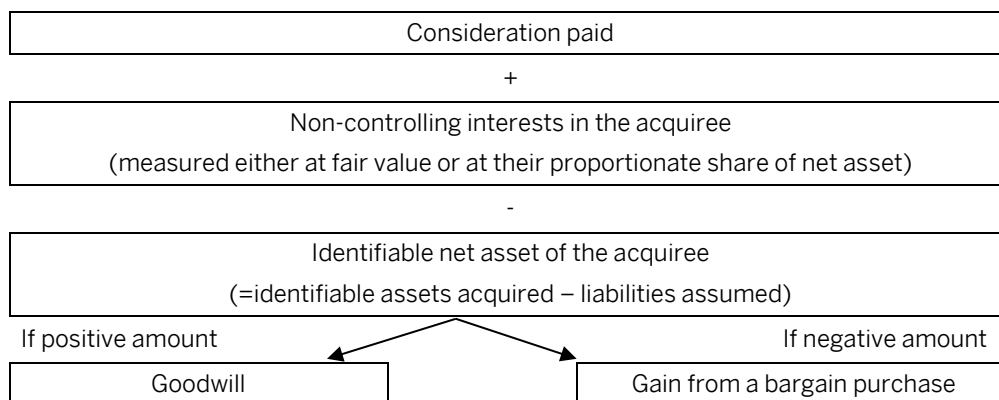 Consideration paid
+
Non-controlling interests in the acquiree
(measured either at fair value or at their proportionate share of net asset)
-
Identifiable net asset of the acquiree
(=identifiable assets acquired – liabilities assumed)
If positive amount
If negative amount
Goodwill
Gain from a bargain purchase